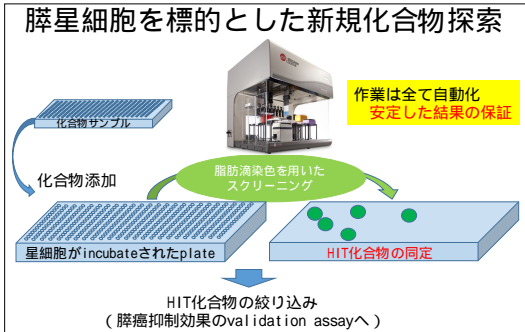 膵星細胞を標的とした新規化合物探索
作業は全て自動化
安定した結果の保証
化合物サンプル
化合物添加
脂肪滴染色を用いた
スクリーニング
星細胞がincubateされたplate
HIT化合物の同定
HIT化合物の絞り込み
(膵癌抑制効果のvalidation assayへ)